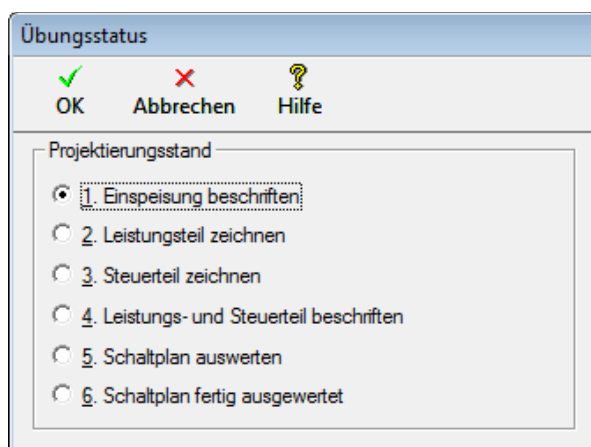 Übungsstatus
OK Abbrechen Hilfe
Projektierungsstand
1. Einspeisung beschriften
2. Leistungsteil zeichnen
3. Steuerteil zeichnen
4. Leistungs- und Steuerteil beschriften
5. Schaltplan auswerten
6. Schaltplan fertig ausgewertet